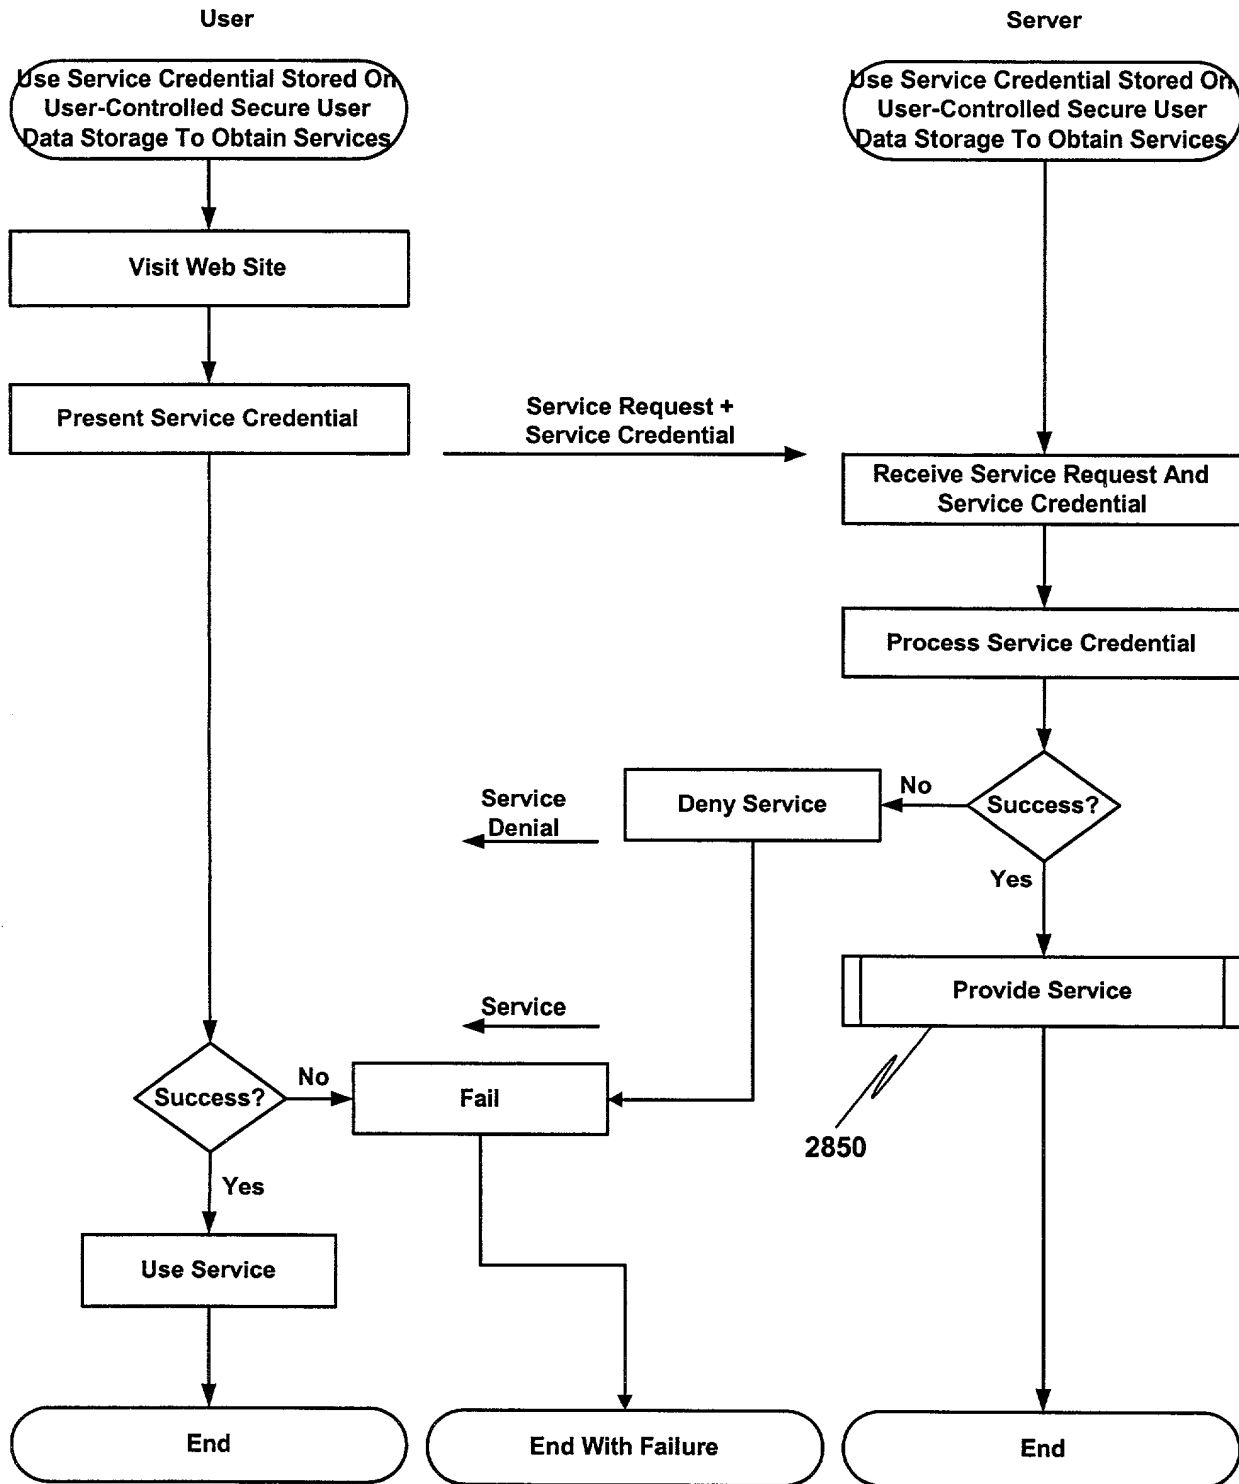 User
Server
Use Service Credential Stored On
User-Controlled Secure User
Data Storage To Obtain Services
Use Service Credential Stored On
User-Controlled Secure User
Data Storage To Obtain Services
Visit Web Site
Present Service Credential
Service Request +
Service Credential
Receive Service Request And
Service Credential
Process Service Credential
Success?
No
Deny Service
Service
Denial
Yes
Provide Service
2850
Service
Success?
No
Fail
Yes
Use Service
End
End With Failure
End